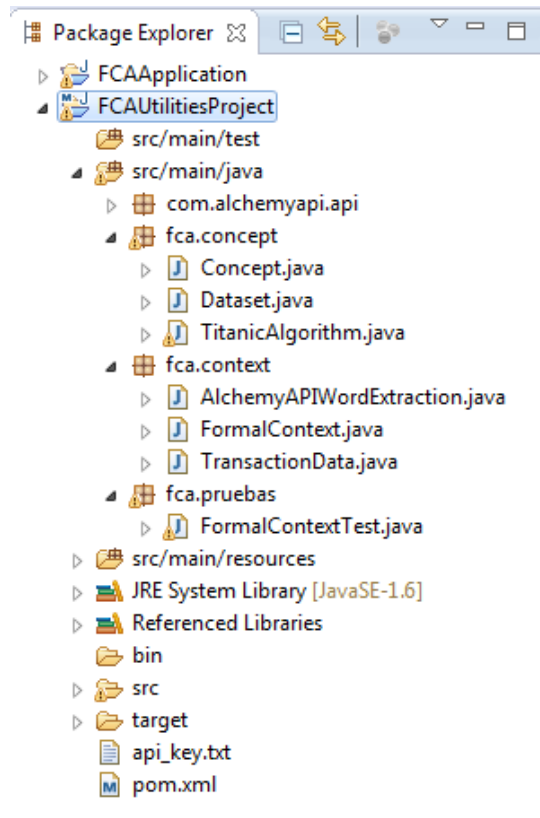 Package Explorer
FCAApplication
FCAUtilitiesProject
src/main/test
src/main/java
com.alchemyapi.api
fca.concept
Concept.java
Dataset.java
TitanicAlgorithm.java
fca.context
AlchemyAPIWordExtraction.java
FormalContext.java
TransactionData.java
fca.pruebas
FormalContextTest.java
src/main/resources
JRE System Library [JavaSE-1.6]
Referenced Libraries
bin
src
target
api_key.txt
pom.xml